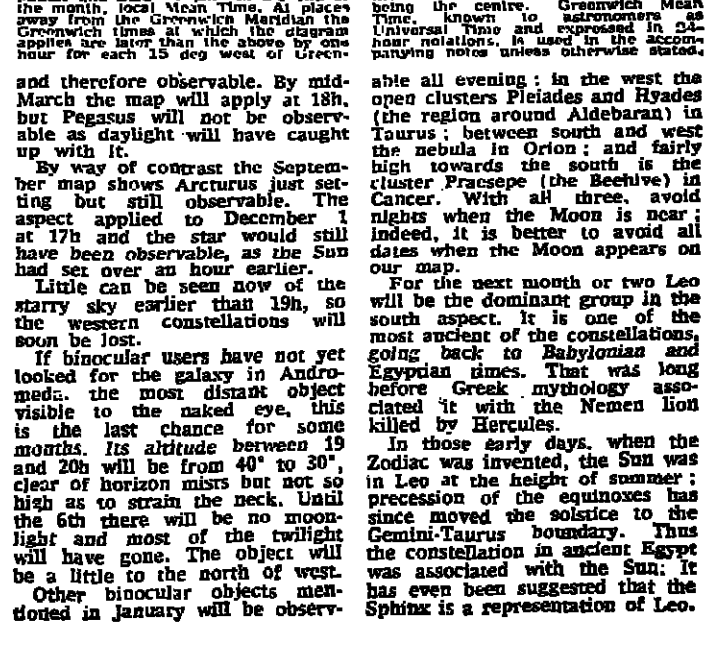 the month, local Mean Time. At places
away from the Greenwich Meridian the
Greenwich times at which the diagram
applies are later than the above by one
hour for each 15 deg west of Green-
and therefore observable. By mid-
March the map will apply at 18h,
but Pegasus will not be observ-
able as daylight will have caught
up with it.
By way of contrast the Septem-
ber map shows Arcturus just set-
ting but still observable. The
aspect applied to December 1
at 17h and the star would still
have been observable, as the Sun
had set over an hour earlier.
Little can be seen now of the
starry sky earlier than 19h, so
the western constellations will
soon be lost.
If binocular users have not yet
looked for the galaxy in Andro-
meda, the most distant object
visible to the naked eye, this
is the last chance for some
months. Its altitude between 19
and 20h will be from 40° to 30°,
clear of horizon mists but not so
high as to strain the neck. Until
the 6th there will be no moon-
light and most of the twilight
will have gone. The object will
be a little to the north of west.
Other binocular objects men-
tioned in January will be observ-
being the centre. Greenwich Mean
Time, known to astronomers as
Universal Time and expressed in 24-
hour notations, is used in the accom-
panying notes unless otherwise stated.
able all evening : in the west the
open clusters Pleiades and Hyades
(the region around Aldebaran) in
Taurus ; between south and west
the nebula in Orion ; and fairly
high towards the south is the
cluster Praesepe (the Beehive) in
Cancer. With all three, avoid
nights when the Moon is near ;
indeed, it is better to avoid all
dates when the Moon appears on
our map.
For the next month or two Leo
will be the dominant group in the
south aspect. It is one of the
most ancient of the constellations,
going back to Babylonian and
Egyptian times. That was long
before Greek mythology asso-
ciated it with the Nemen lion
killed by Hercules.
In those early days, when the
Zodiac was invented, the Sun was
in Leo at the height of summer ;
precession of the equinoxes has
since moved the solstice to the
Gemini-Taurus boundary. Thus
the constellation in ancient Egypt
was associated with the Sun; It
has even been suggested that the
Sphinx is a representation of Leo.